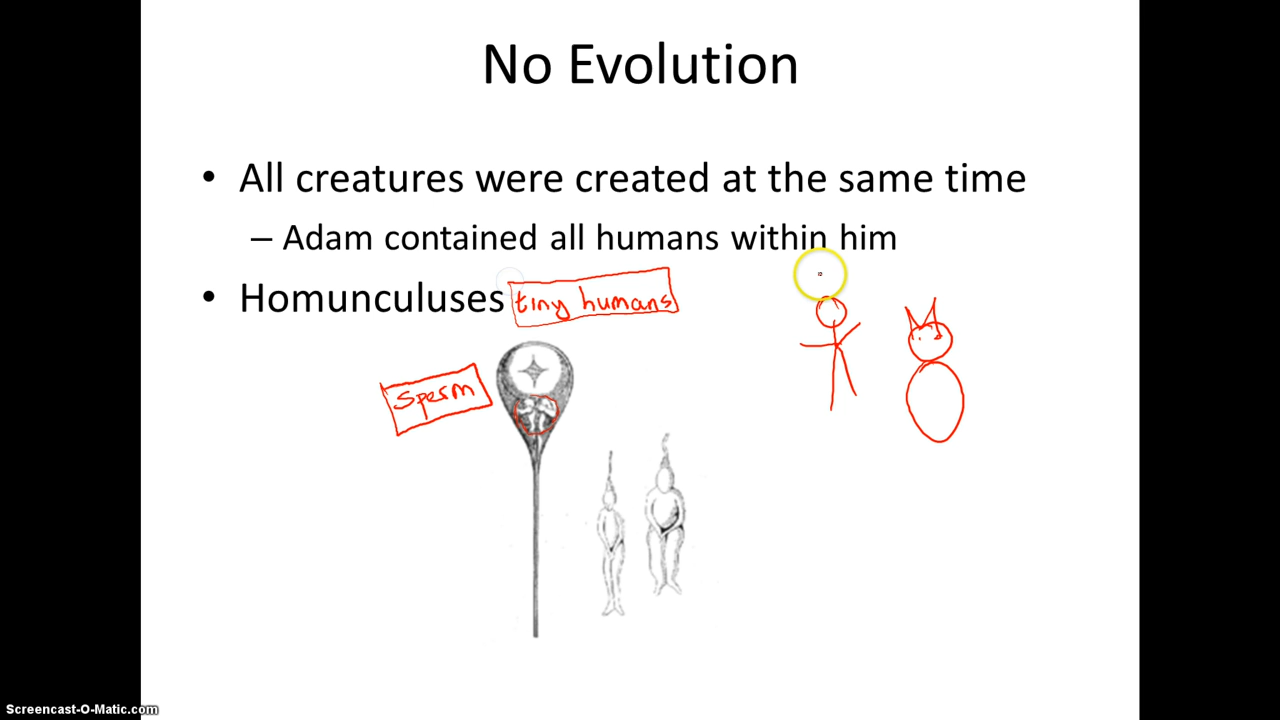 No Evolution
• All creatures were created at the same time
– Adam contained all humans within him
• Homunculuses tiny humans
Sperm
Screencast-O-Matic.com